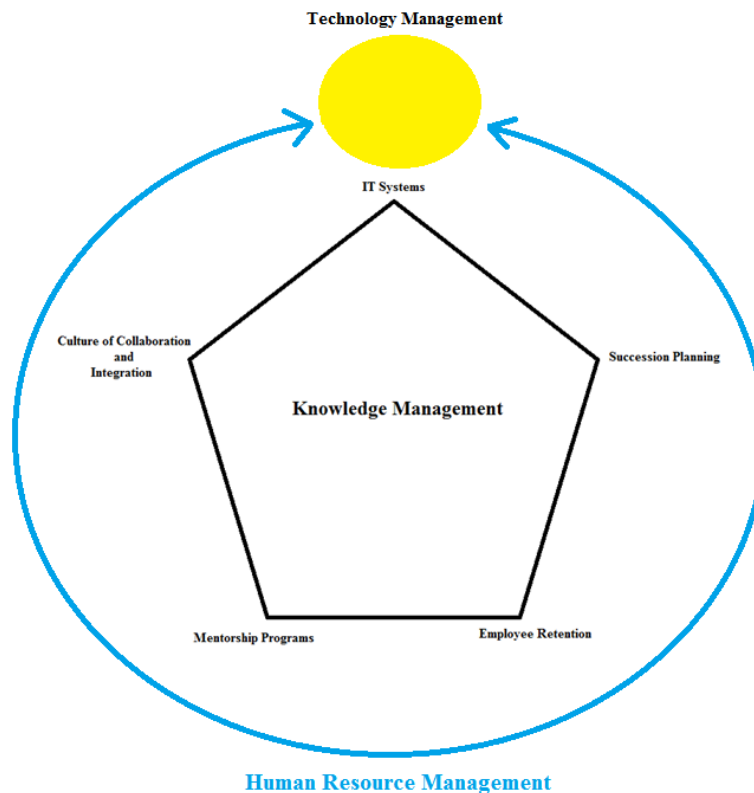 Technology Management
IT Systems
Culture of Collaboration
and
Integration
Succession Planning
Knowledge Management
Mentorship Programs
Employee Retention
Human Resource Management